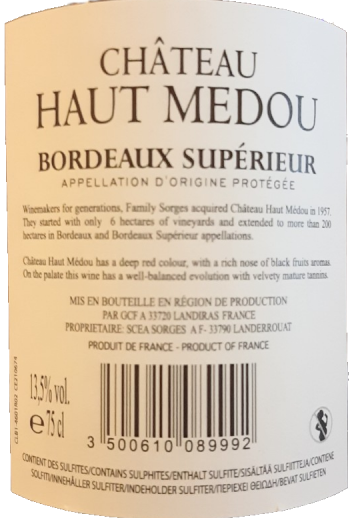 CHÂTEAU
HAUT MEDOU
BORDEAUX SUPÉRIEUR
APPELLATION D'ORIGINE PROTÉGÉE
Winemakers for generations, Family Sorges acquired Château Haut Médou in 1957.
They started with only 6 hectares of vineyards and extended to more than 200
hectares in Bordeaux and Bordeaux Supérieur appellations.
Château Haut Médou has a deep red colour, with a rich nose of black fruits aromas.
On the palate this wine has a well-balanced evolution with velvety mature tannins.
MIS EN BOUTEILLE EN RÉGION DE PRODUCTION
PAR GCF A 33720 LANDIRAS FRANCE
PROPRIETAIRE: SCEA SORGES A F- 33790 LANDERROUAT
PRODUIT DE FRANCE - PRODUCT OF FRANCE
13,5% vol.
e 75 cl
3 500610 089992
CONTIENT DES SULFITES/CONTAINS SULPHITES/ENTHALT SULFITE/SISÄLTÄÄ SULFIITTEJA/CONTIENE
SOLFITI/INNEHÅLLER SULFITER/INDEHOLDER SULFITER/ΠΕΡΙΕΧΕΙ ΘΕΙΩΔΗ/BEVAT SULFIETEN